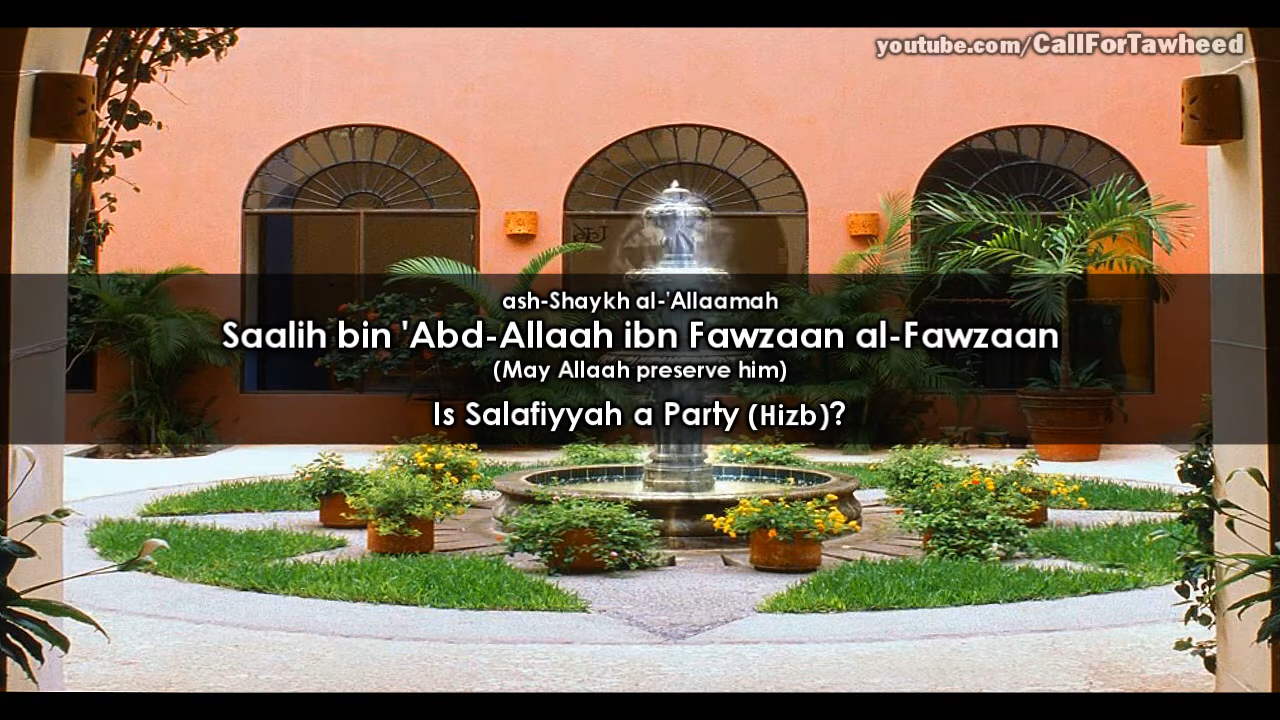 youtube.com/CallForTawheed
ash-Shaykh al-'Allaamah
Saalih bin 'Abd-Allaah ibn Fawzaan al-Fawzaan
(May Allaah preserve him)
Is Salafiyyah a Party (Hizb)?